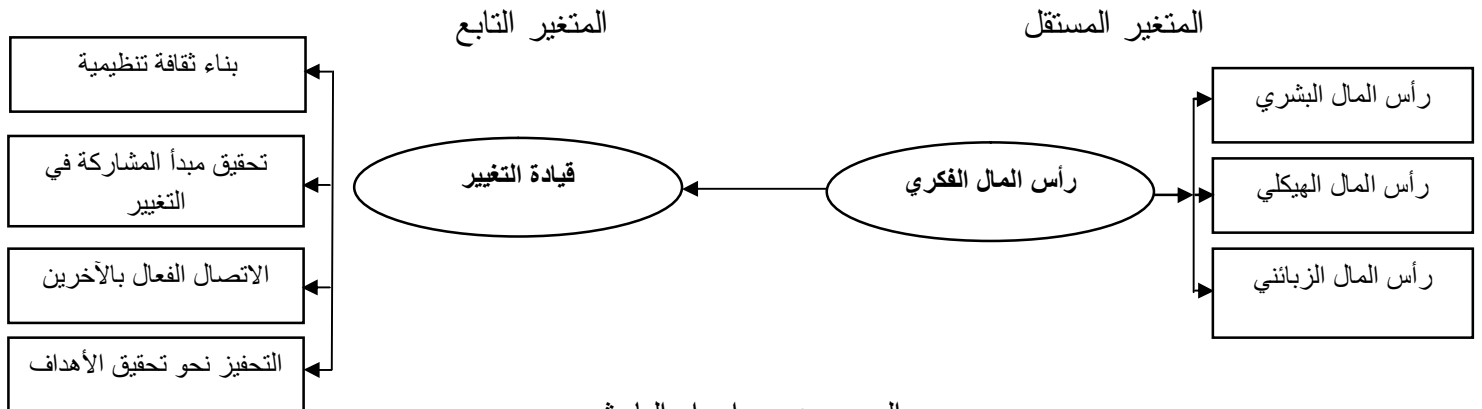 المتغير المستقل
المتغير التابع
رأس المال البشري
رأس المال الهيكلي
رأس المال الزبائني
رأس المال الفكري
قيادة التغيير
بناء ثقافة تنظيمية
تحقيق مبدأ المشاركة في
التغيير
الاتصال الفعال بالآخرين
التحفيز نحو تحقيق الأهداف